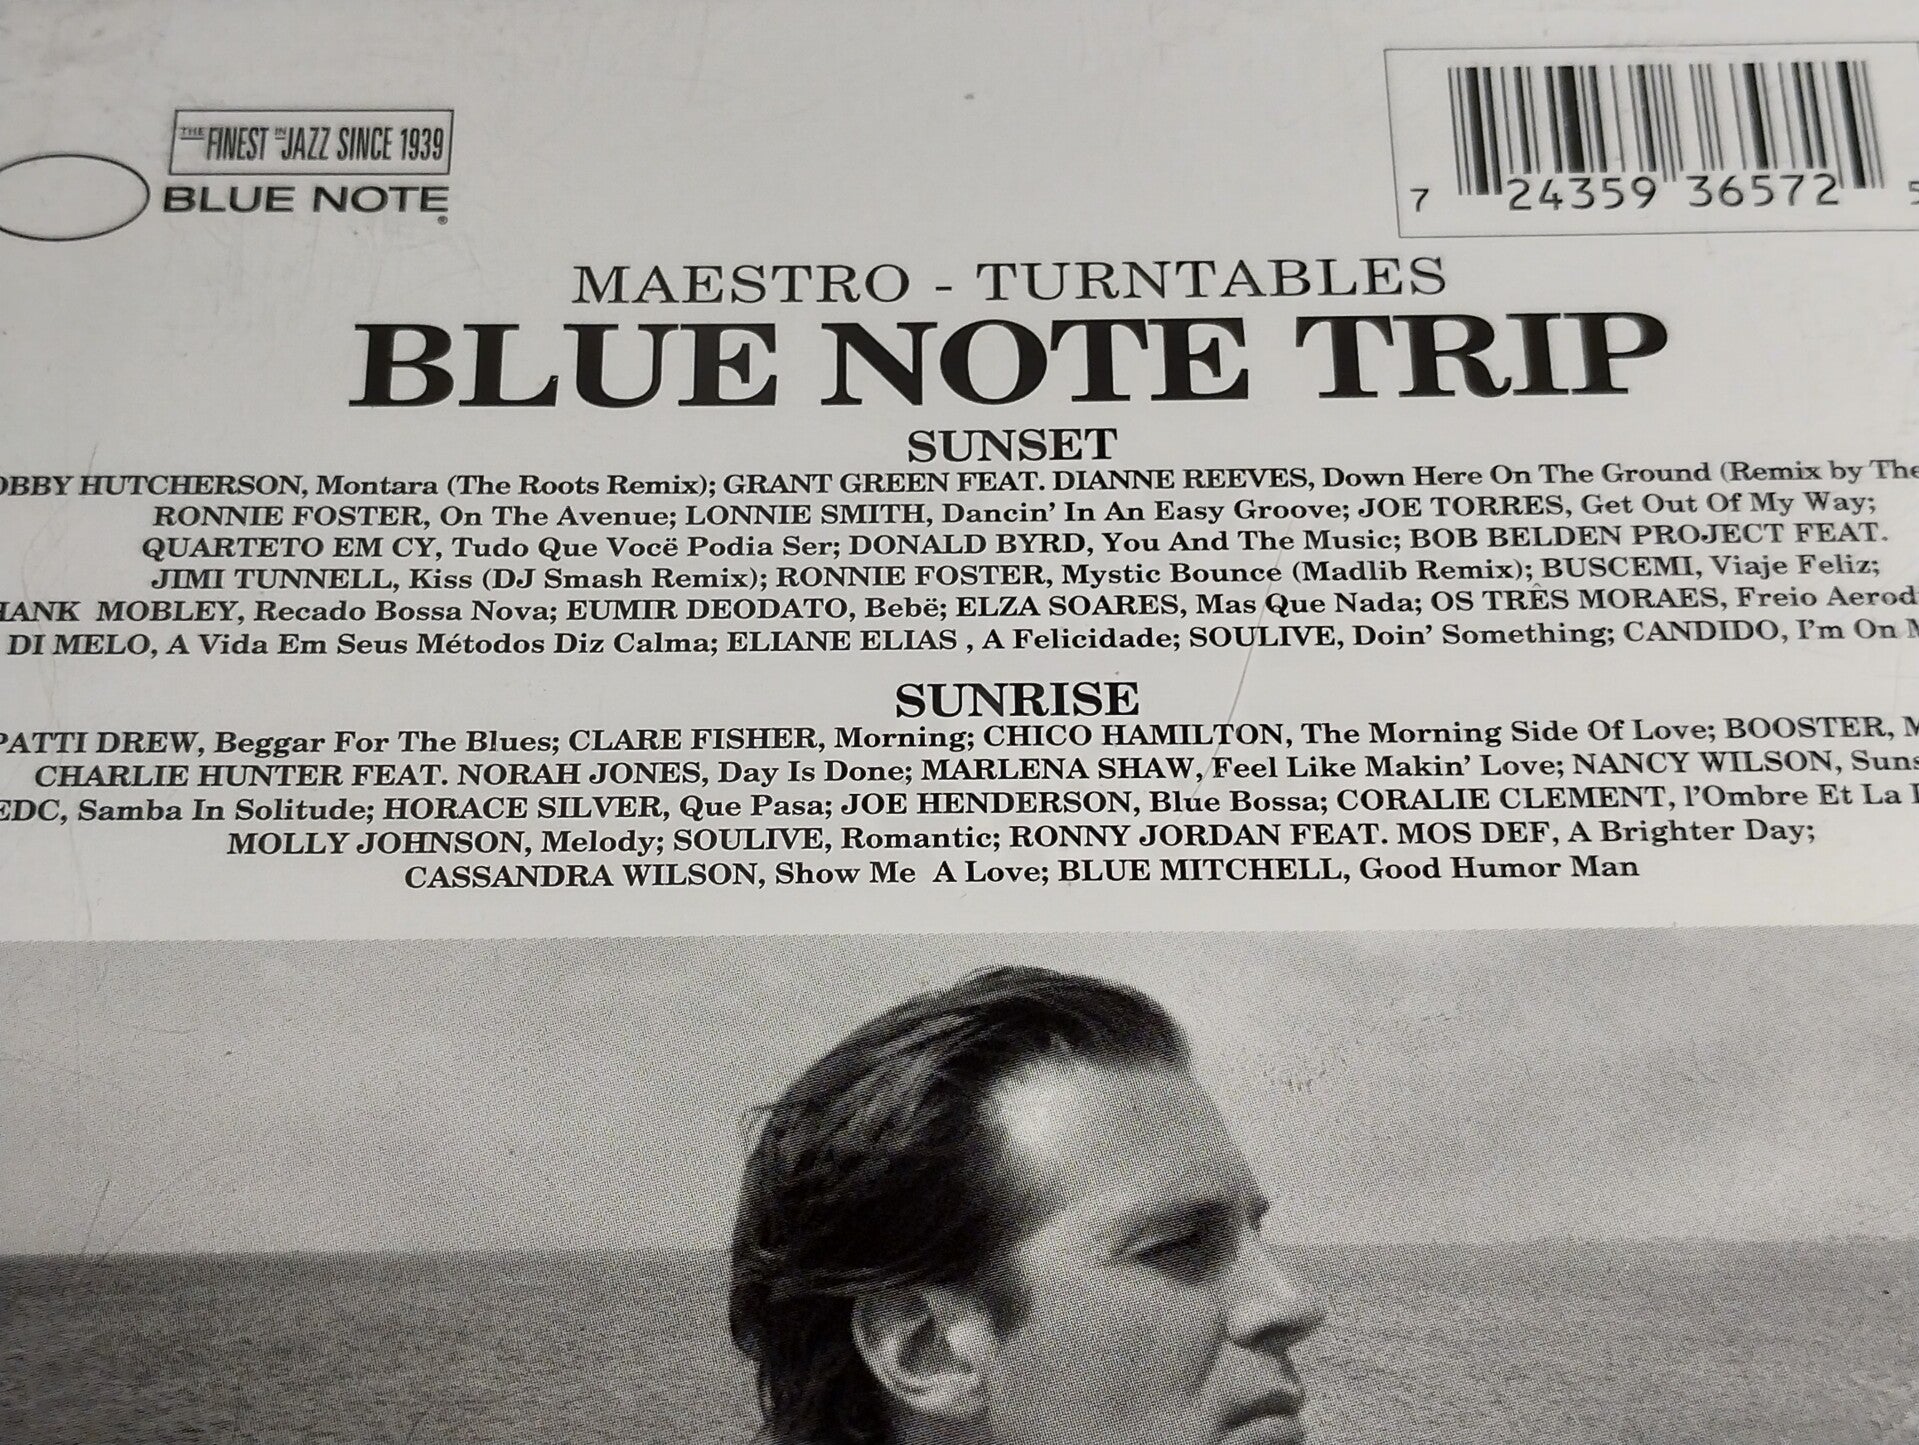 THE FINEST IN JAZZ SINCE 1939
BLUE NOTE®
7 24359 36572
MAESTRO - TURNTABLES
BLUE NOTE TRIP
SUNSET
HUTCHERSON, Montara (The Roots Remix); GRANT GREEN FEAT. DIANNE REEVES, Down Here On The Ground (Remix by The
RONNIE FOSTER, On The Avenue; LONNIE SMITH, Dancin' In An Easy Groove; JOE TORRES, Get Out Of My Way;
QUARTETO EM CY, Tudo Que Vocë Podia Ser; DONALD BYRD, You And The Music; BOB BELDEN PROJECT FEAT.
JIMI TUNNELL, Kiss (DJ Smash Remix); RONNIE FOSTER, Mystic Bounce (Madlib Remix); BUSCEMI, Viaje Feliz;
MOBLEY, Recado Bossa Nova; EUMIR DEODATO, Bebë; ELZA SOARES, Mas Que Nada; OS TRÊS MORAES, Freio
DI MELO, A Vida Em Seus Métodos Diz Calma; ELIANE ELIAS , A Felicidade; SOULIVE, Doin' Something; CANDIDO, I'm On
SUNRISE
PATTI DREW, Beggar For The Blues; CLARE FISHER, Morning; CHICO HAMILTON, The Morning Side Of Love; BOOSTER,
CHARLIE HUNTER FEAT. NORAH JONES, Day Is Done; MARLENA SHAW, Feel Like Makin' Love; NANCY WILSON,
EDC, Samba In Solitude; HORACE SILVER, Que Pasa; JOE HENDERSON, Blue Bossa; CORALIE CLEMENT, l'Ombre Et La
MOLLY JOHNSON, Melody; SOULIVE, Romantic; RONNY JORDAN FEAT. MOS DEF, A Brighter Day;
CASSANDRA WILSON, Show Me A Love; BLUE MITCHELL, Good Humor Man